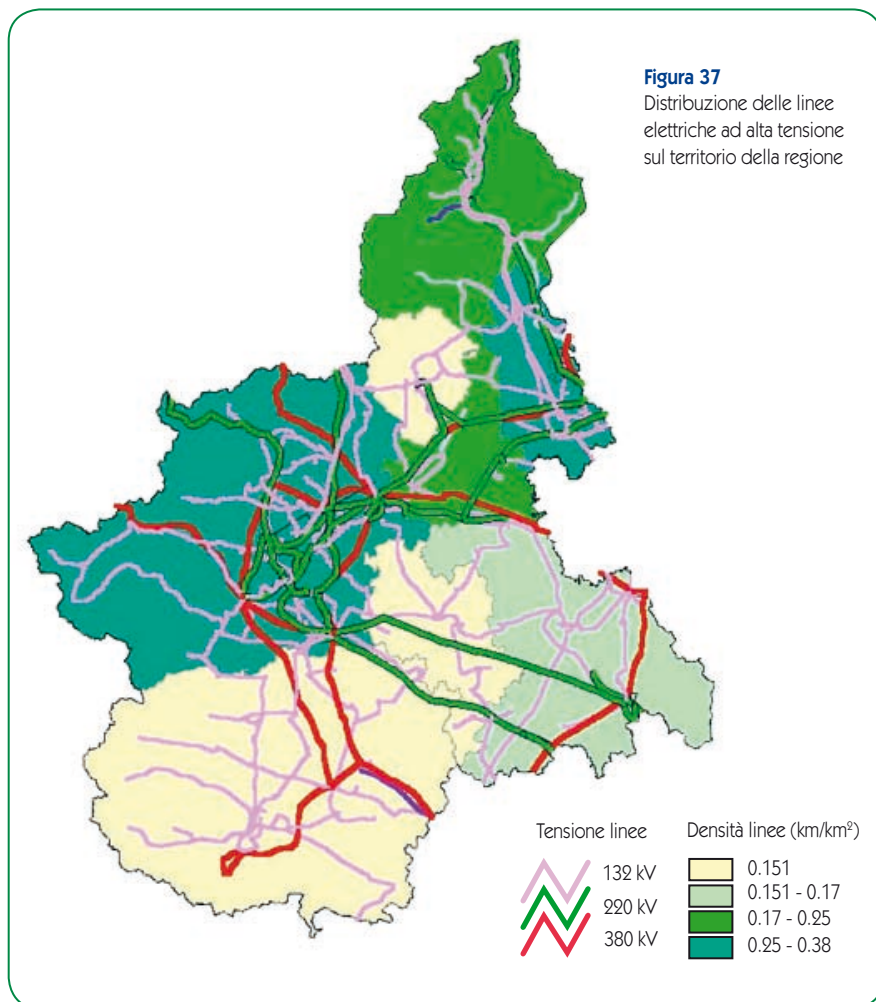 Figura 37
Distribuzione delle linee
elettriche ad alta tensione
sul territorio della regione
Tensione linee
132 kV
220 kV
380 kV
Densità linee (km/km²)
0.151
0.151 - 0.17
0.17 - 0.25
0.25 - 0.38